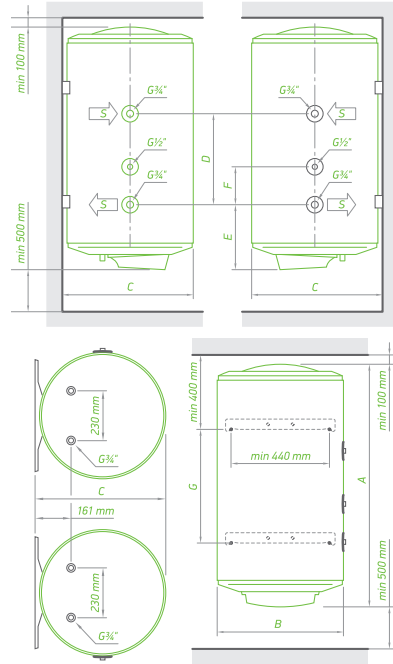 min 100 mm
G¾"
G¾"
S
S
D
G½"
G½"
F
G¾"
G¾"
S
S
E
min 500 mm
C
C
min 400 mm
min 100 mm
230 mm
G¾"
min 440 mm
A
G
C
161 mm
230 mm
min 500 mm
G¾"
B